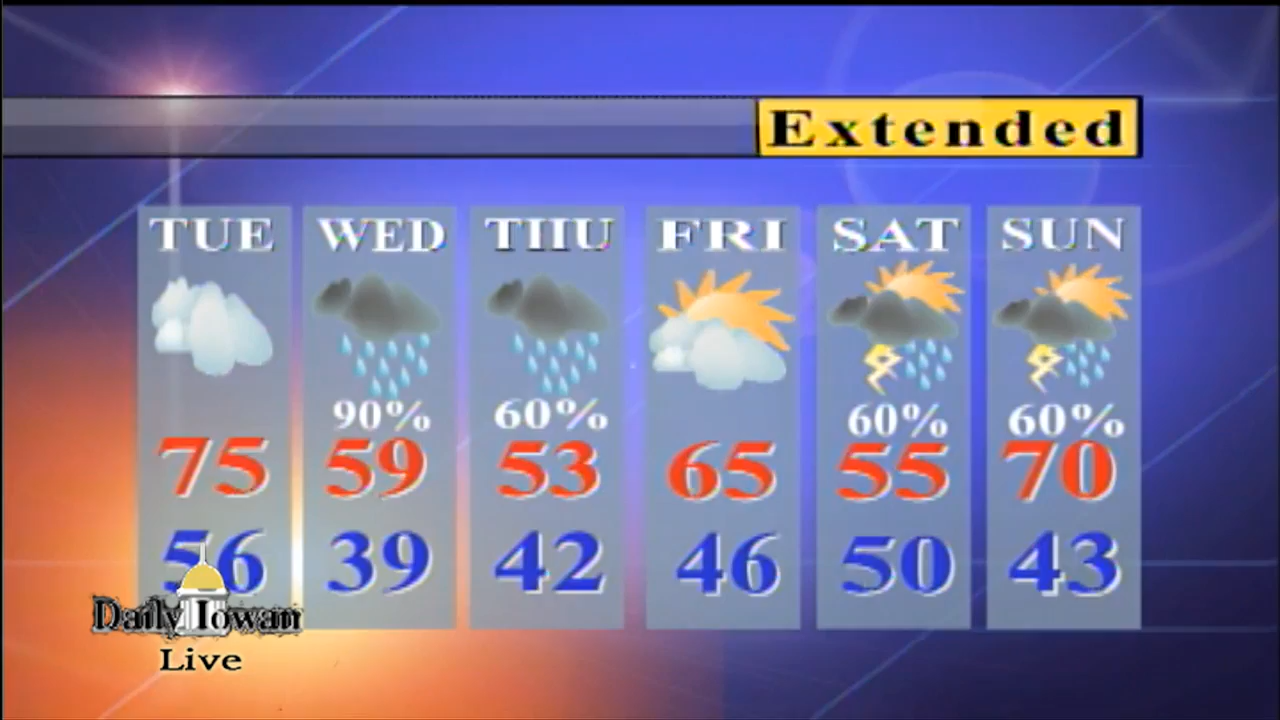 Extended
TUE WED THU FRI SAT SUN
90% 60% 60% 60%
75 59 53 65 55 70
56 39 42 46 50 43
Daily Iowan
Live